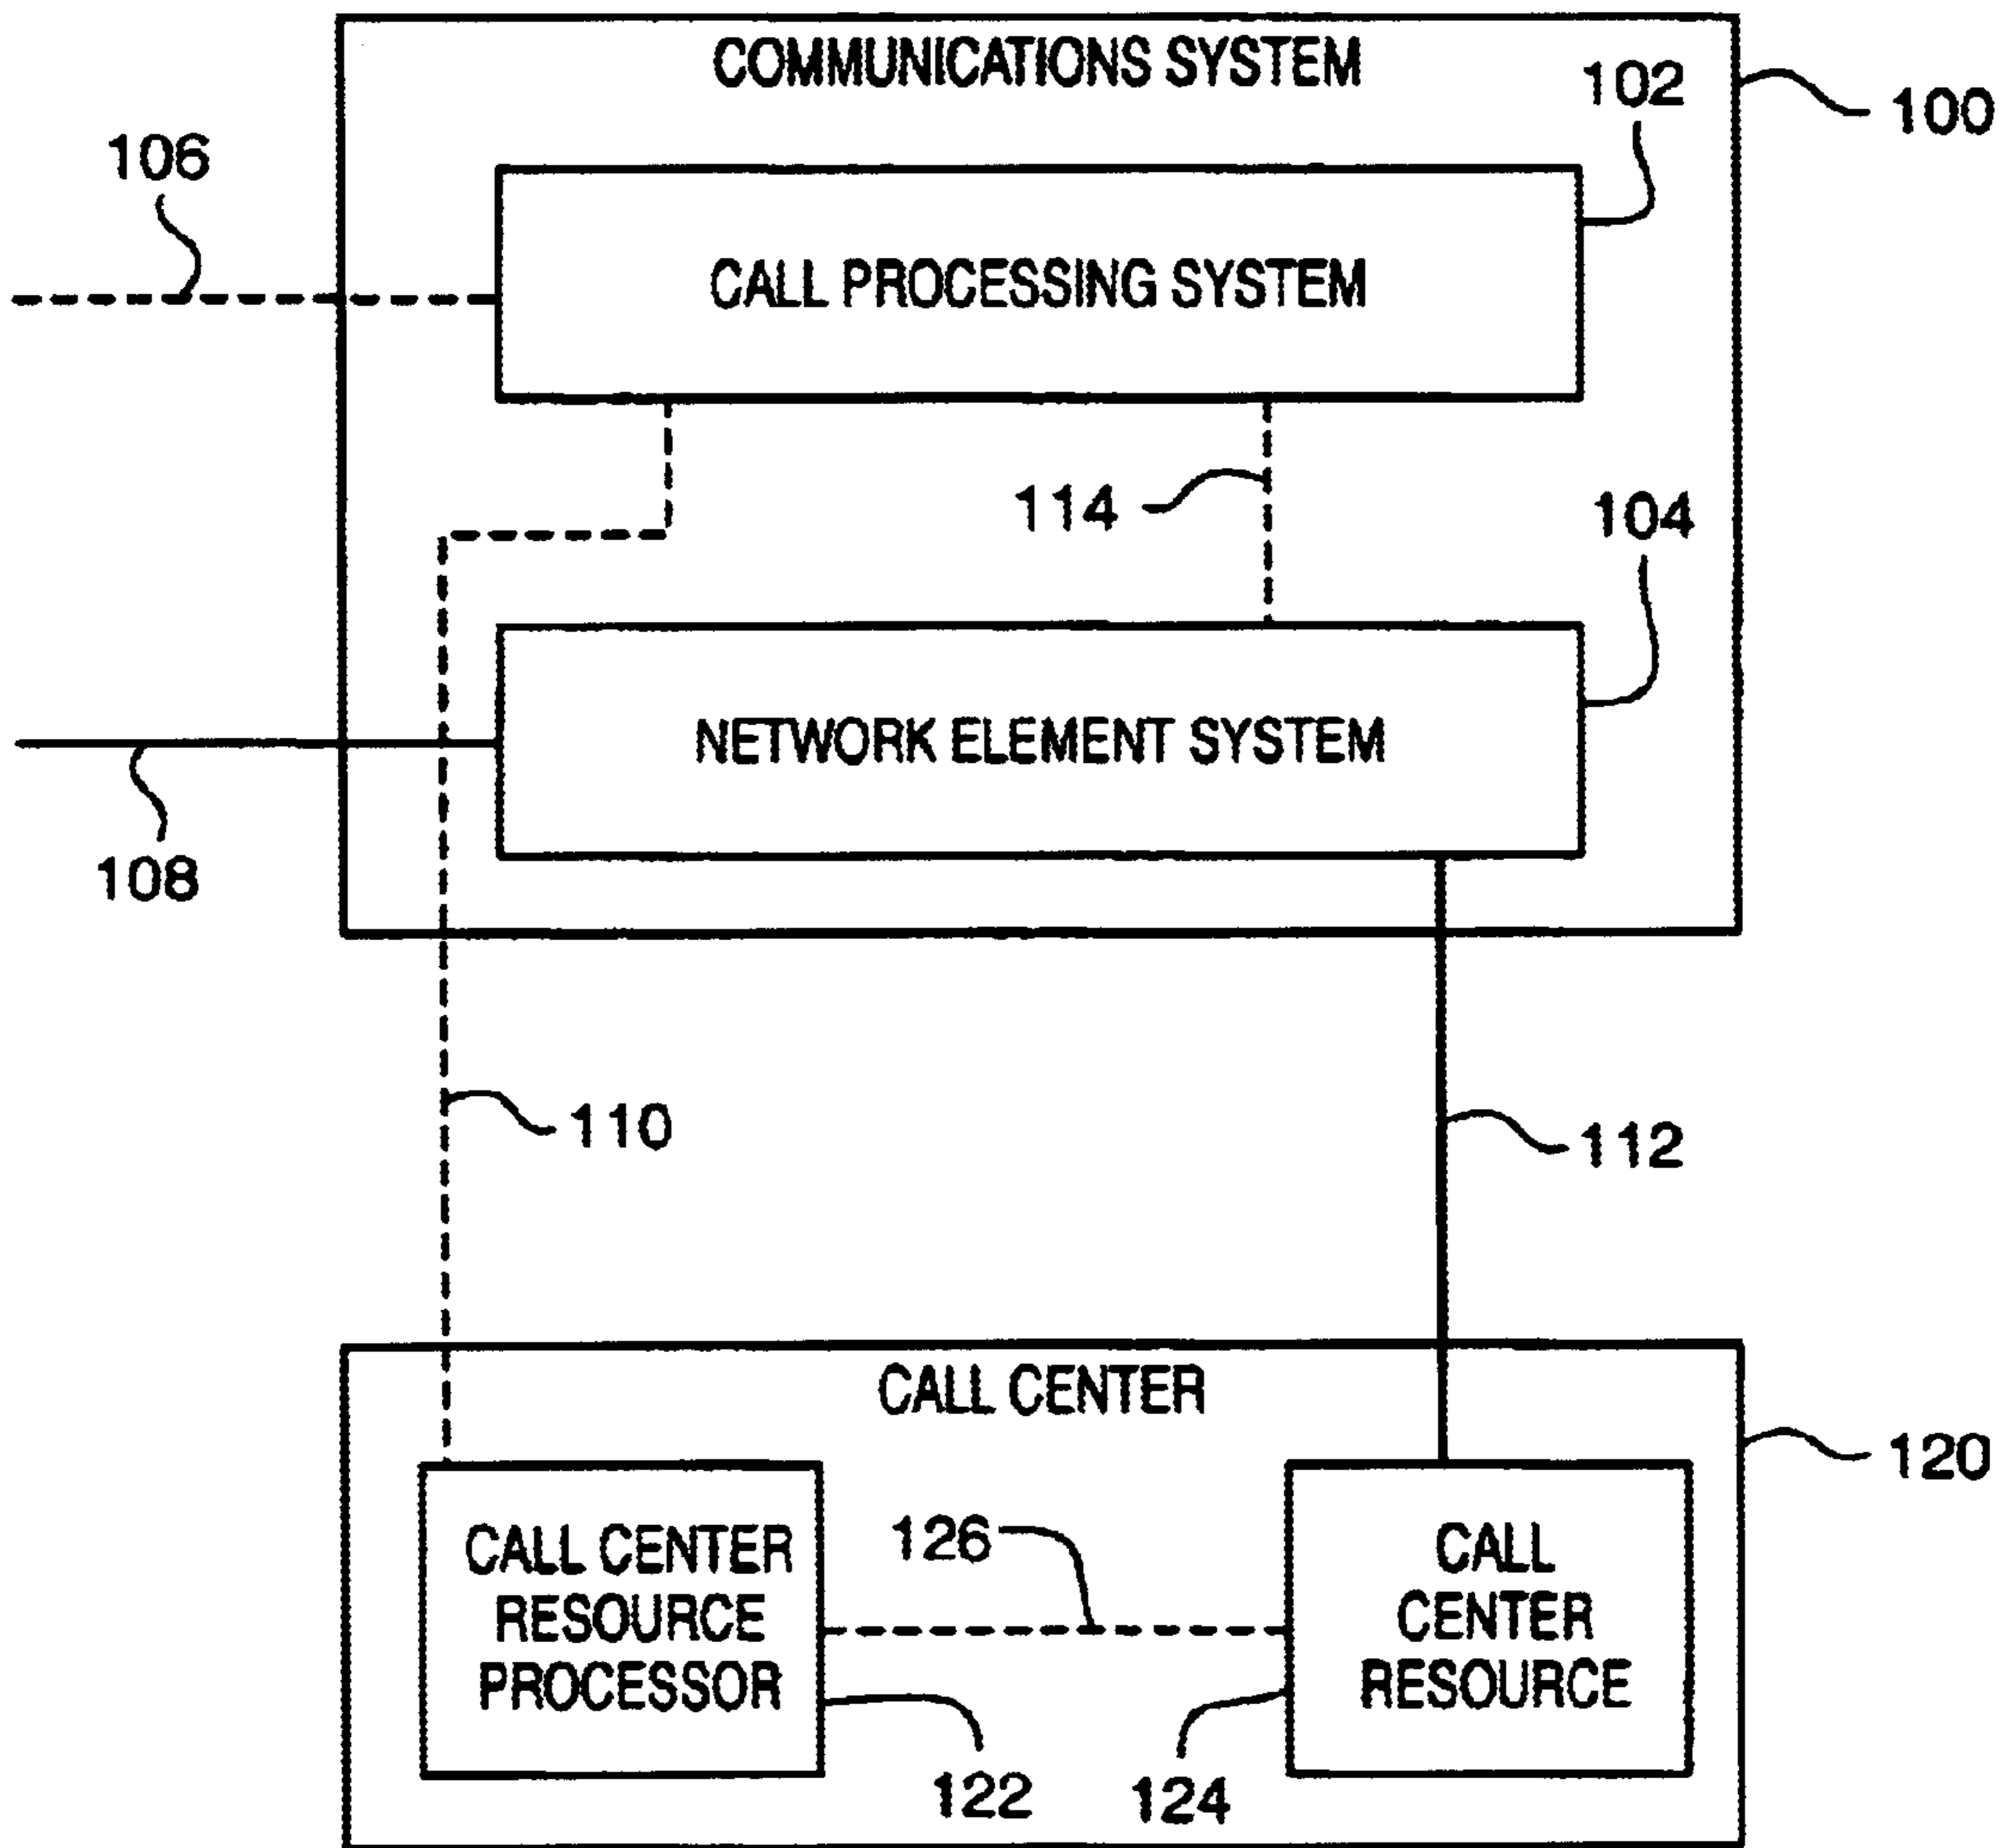 COMMUNICATIONS SYSTEM
102
100
106
CALL PROCESSING SYSTEM
114
104
NETWORK ELEMENT SYSTEM
108
110
112
CALL CENTER
120
CALL CENTER
RESOURCE
PROCESSOR
126
CALL
CENTER
RESOURCE
122
124